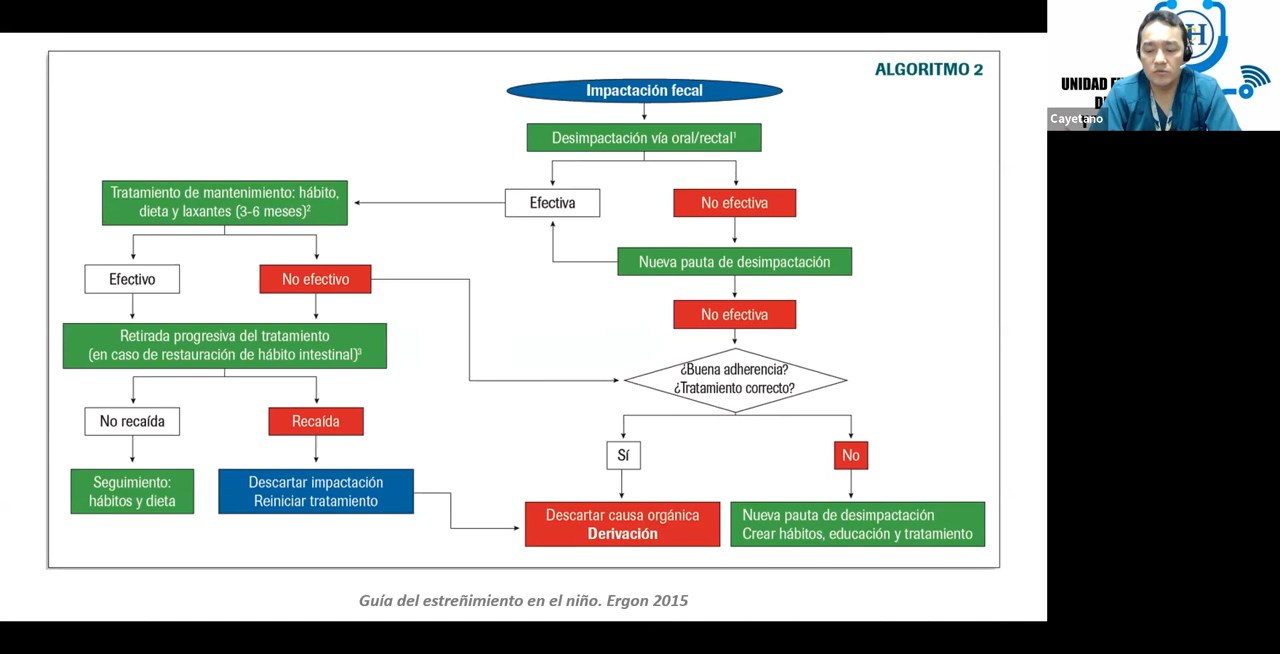 ALGORITMO 2
Impactación fecal
Desimpactación vía oral/rectal¹
Efectiva
No efectiva
Tratamiento de mantenimiento: hábito,
dieta y laxantes (3-6 meses)²
Nueva pauta de desimpactación
Efectivo
No efectivo
No efectiva
Retirada progresiva del tratamiento
(en caso de restauración de hábito intestinal)³
¿Buena adherencia?
¿Tratamiento correcto?
No recaída
Recaída
Sí
No
Seguimiento:
hábitos y dieta
Descartar impactación
Reiniciar tratamiento
Descartar causa orgánica
Derivación
Nueva pauta de desimpactación
Crear hábitos, educación y tratamiento
Guía del estreñimiento en el niño. Ergon 2015
UNIDAD
Cayetano